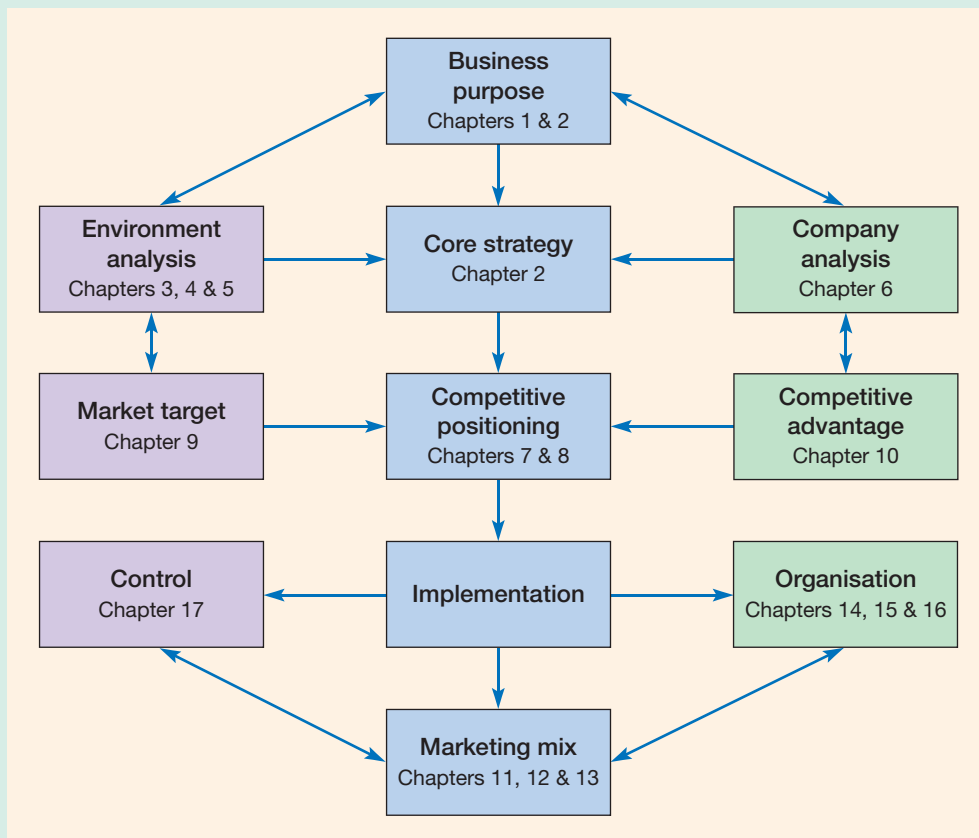 Business
purpose
Chapters 1 & 2
Environment
analysis
Chapters 3, 4 & 5
Core strategy
Chapter 2
Company
analysis
Chapter 6
Market target
Chapter 9
Competitive
positioning
Chapters 7 & 8
Competitive
advantage
Chapter 10
Control
Chapter 17
Implementation
Organisation
Chapters 14, 15 & 16
Marketing mix
Chapters 11, 12 & 13